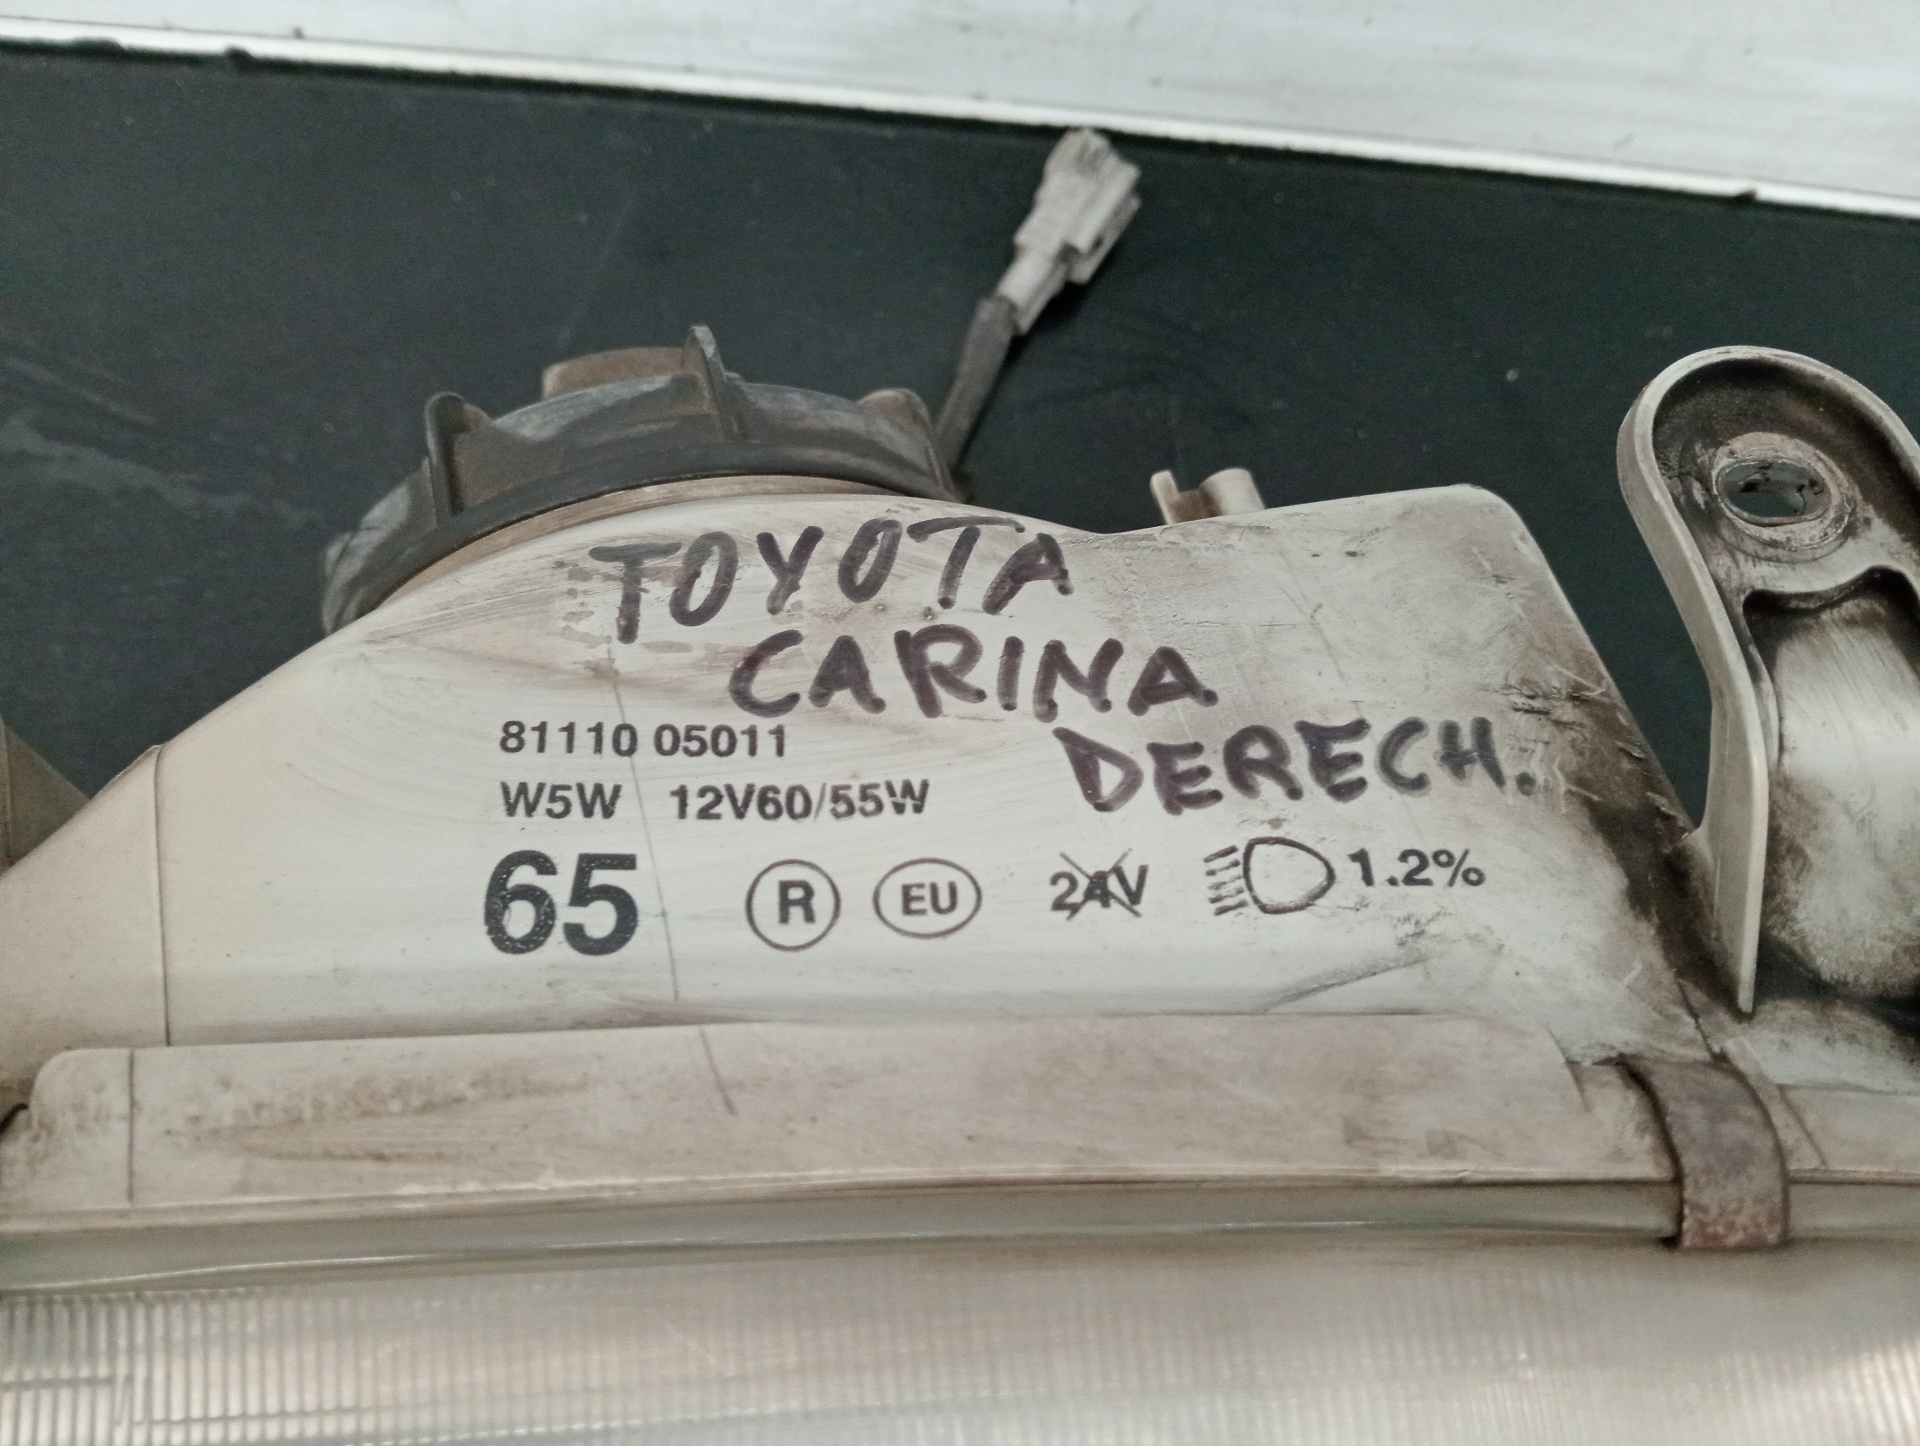 TOYOTA
CARINA
DERECH.
81110 05011
W5W 12V60/55W
65 R EU 24V 1.2%